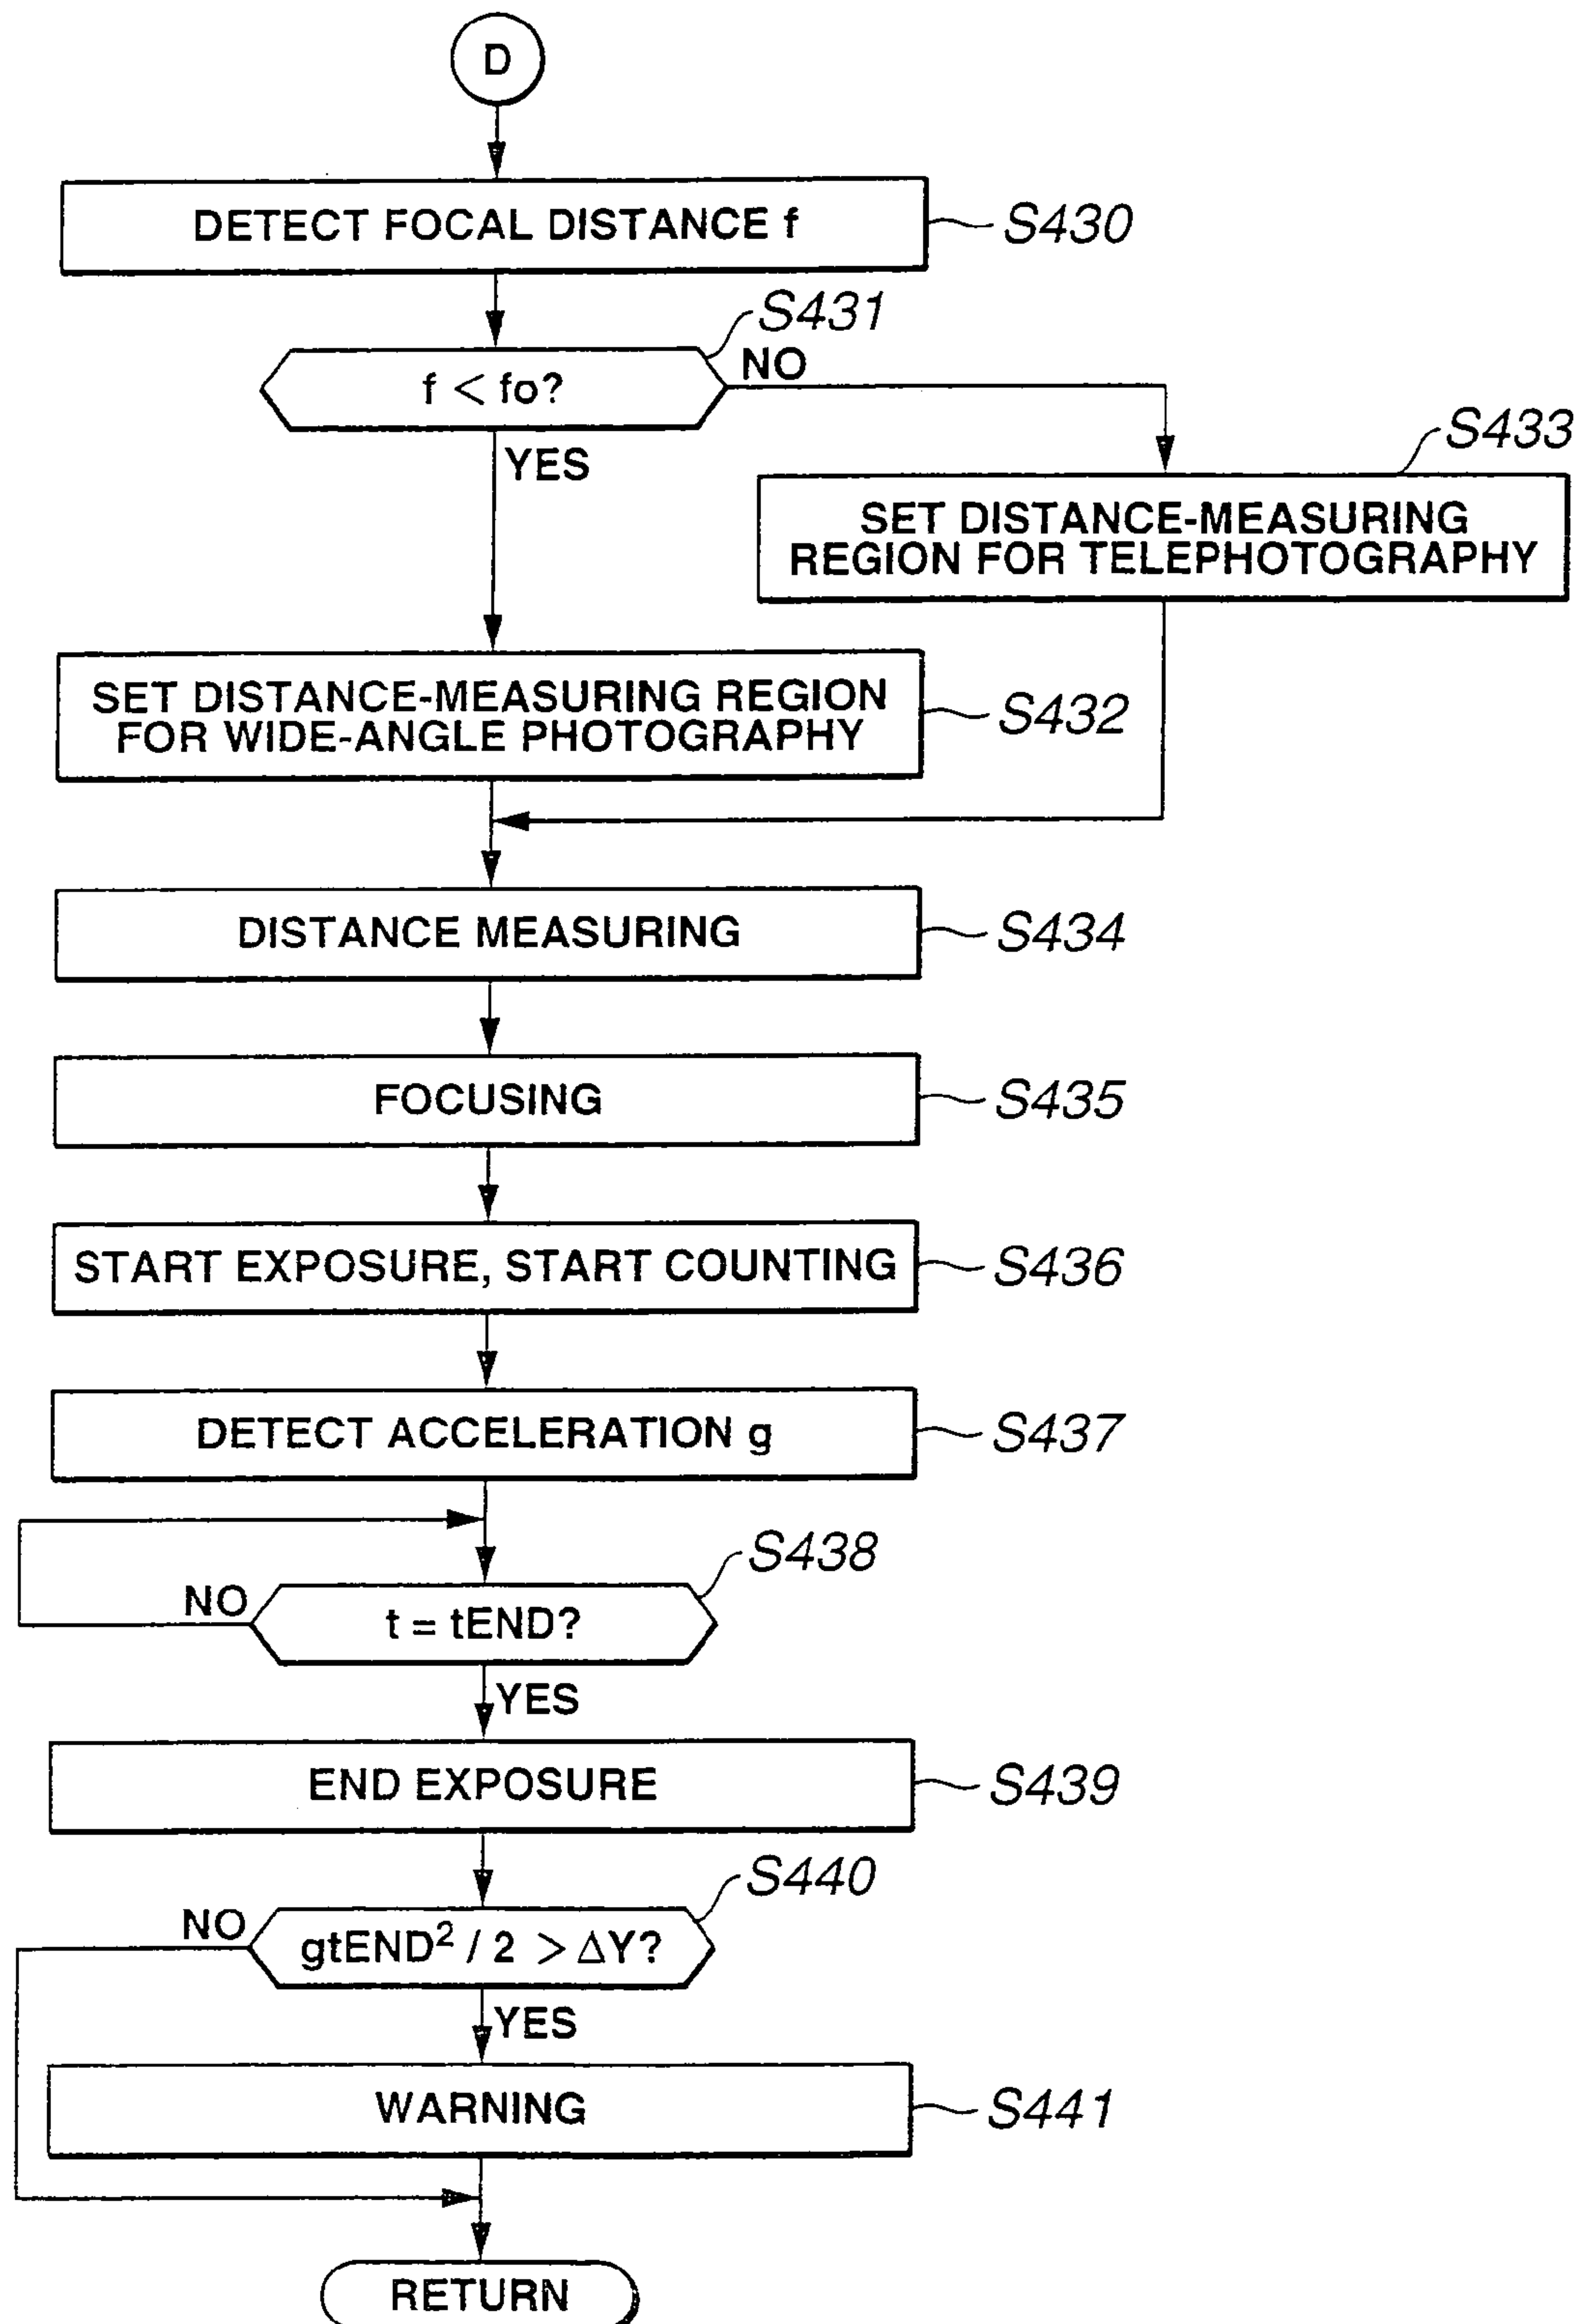 D
DETECT FOCAL DISTANCE f
S430
S431
f < fo?
NO
YES
S433
SET DISTANCE-MEASURING
REGION FOR TELEPHOTOGRAPHY
SET DISTANCE-MEASURING REGION
FOR WIDE-ANGLE PHOTOGRAPHY
S432
DISTANCE MEASURING
S434
FOCUSING
S435
START EXPOSURE, START COUNTING
S436
DETECT ACCELERATION g
S437
S438
NO
t = tEND?
YES
END EXPOSURE
S439
S440
NO
gtEND² / 2 > ΔY?
YES
WARNING
S441
RETURN